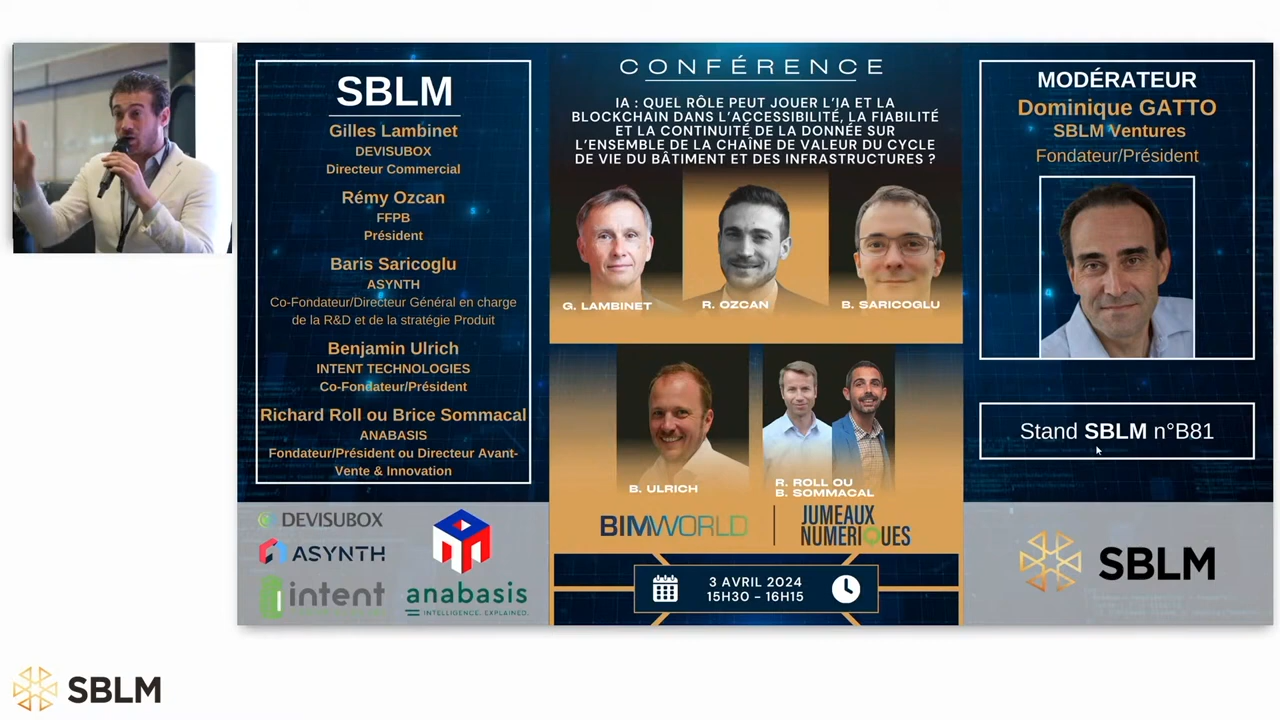 SBLM
Gilles Lambinet
DEVISUBOX
Directeur Commercial
Rémy Ozcan
FFPB
Président
Baris Saricoglu
ASYNTH
Co-Fondateur/Directeur Général en charge
de la R&D et de la stratégie Produit
Benjamin Ulrich
INTENT TECHNOLOGIES
Co-Fondateur/Président
Richard Roll ou Brice Sommacal
ANABASIS
Fondateur/Président ou Directeur Avant-
Vente & Innovation
DEVISUBOX
ASYNTH
intent
anabasis
INTELLIGENCE. EXPLAINED.
CONFÉRENCE
IA : QUEL RÔLE PEUT JOUER L'IA ET LA
BLOCKCHAIN DANS L'ACCESSIBILITÉ, LA FIABILITÉ
ET LA CONTINUITÉ DE LA DONNÉE SUR
L'ENSEMBLE DE LA CHAÎNE DE VALEUR DU CYCLE
DE VIE DU BÂTIMENT ET DES INFRASTRUCTURES ?
G. LAMBINET
R. OZCAN
B. SARICOGLU
B. ULRICH
R. ROLL OU
B. SOMMACAL
BIMWORLD
JUMEAUX
NUMERIQUES
3 AVRIL 2024
15H30 - 16H15
MODÉRATEUR
Dominique GATTO
SBLM Ventures
Fondateur/Président
Stand SBLM n°B81
SBLM
SBLM